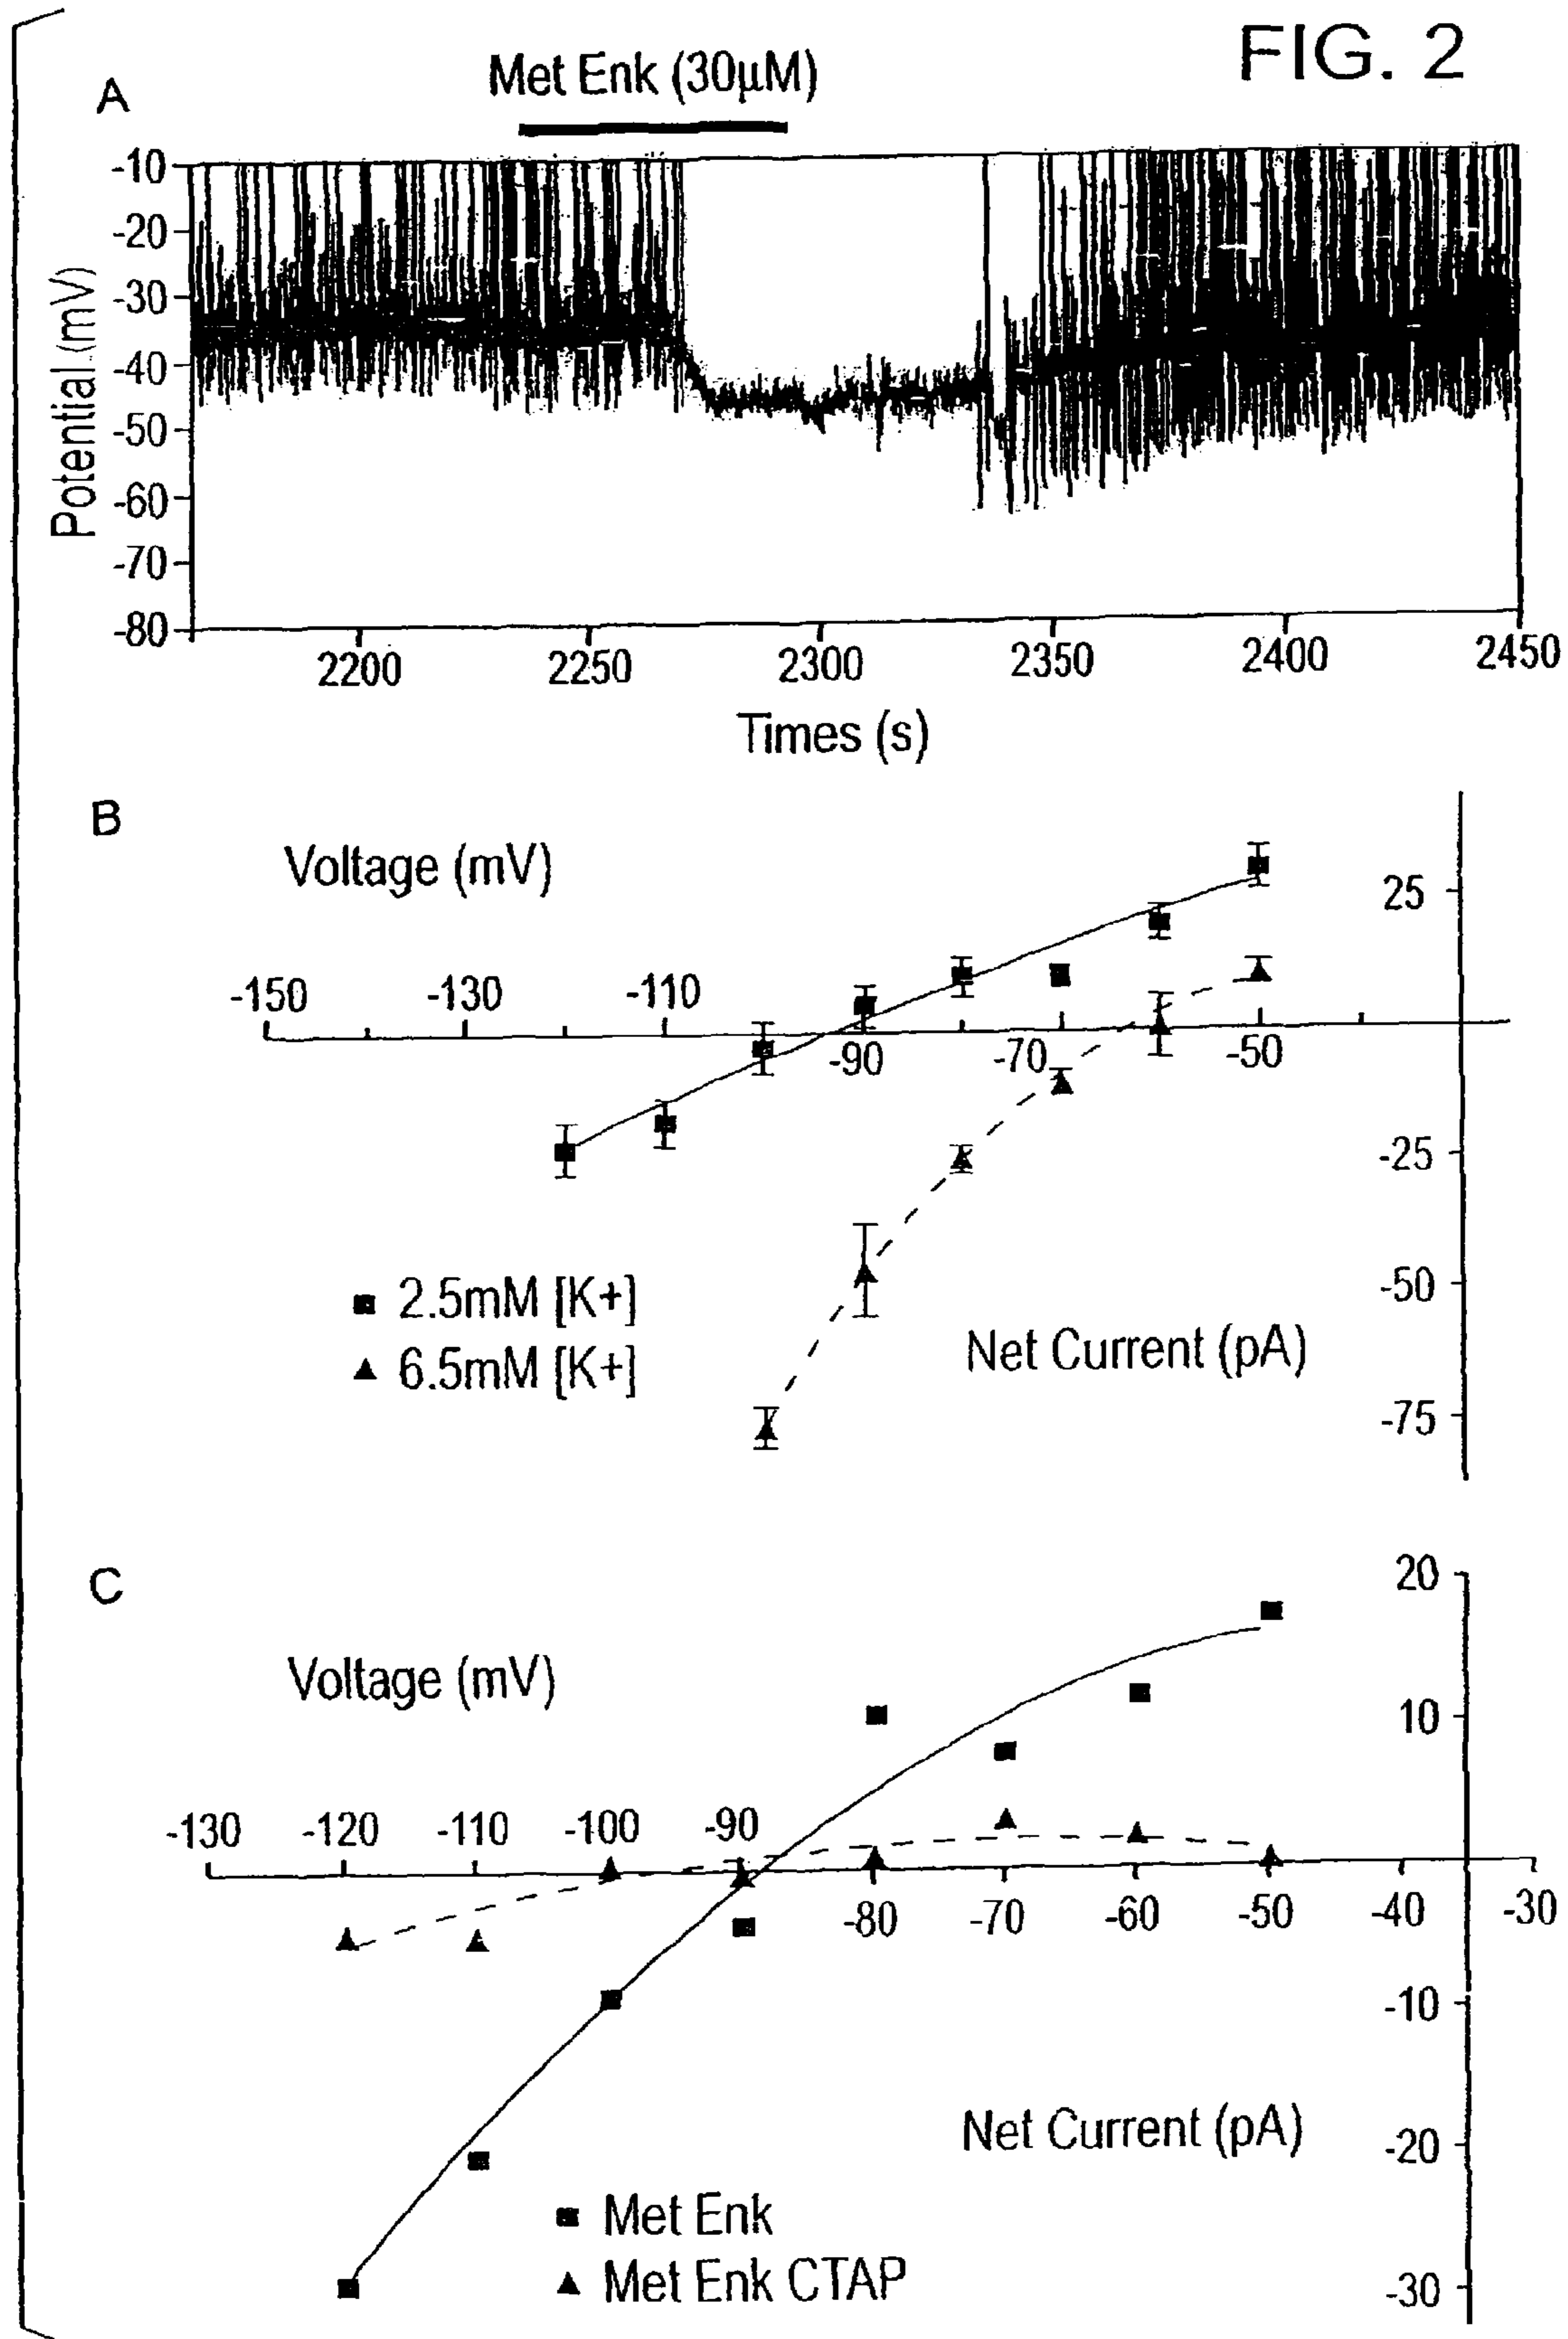 FIG. 2
A
Met Enk (30µM)
-10
-20
-30
-40
-50
-60
-70
-80
Potential (mV)
2200 2250 2300 2350 2400 2450
Times (s)
B
Voltage (mV)
25
-150 -130 -110
-90 -70 -50
-25
-50
-75
2.5mM [K+]
6.5mM [K+]
Net Current (pA)
C
20
Voltage (mV)
10
-130 -120 -110 -100 -90
-80 -70 -60 -50 -40 -30
-10
Net Current (pA)
-20
Met Enk
Met Enk CTAP
-30